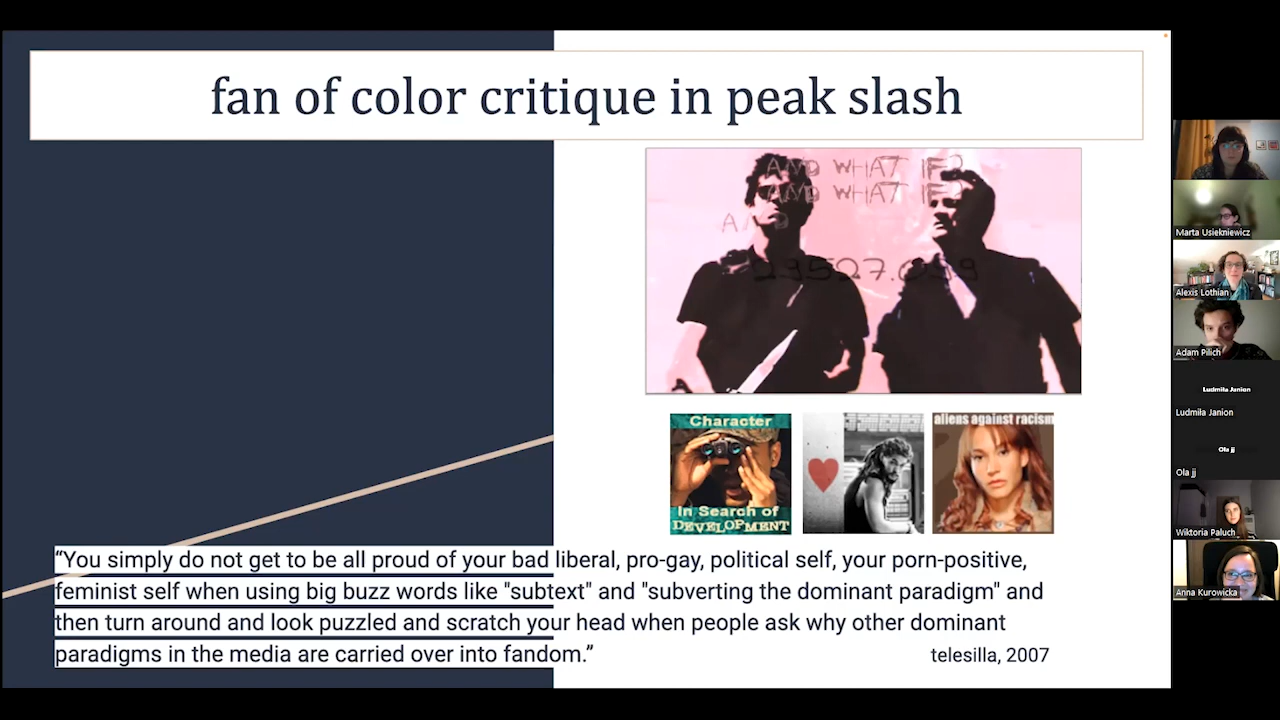 fan of color critique in peak slash
AND WHAT IF?
AND WHAT IF?
AND
Character
In Search of
DEVELOPMENT
aliens against racism
“You simply do not get to be all proud of your bad liberal, pro-gay, political self, your porn-positive,
feminist self when using big buzz words like "subtext" and "subverting the dominant paradigm" and
then turn around and look puzzled and scratch your head when people ask why other dominant
paradigms in the media are carried over into fandom.”
telesilla, 2007
Marta Usiekniewicz
Alexis Lothian
Adam Pilich
Ludmiła Janion
Ludmiła Janion
Ola jj
Ola jj
Wiktoria Paluch
Anna Kurowicka